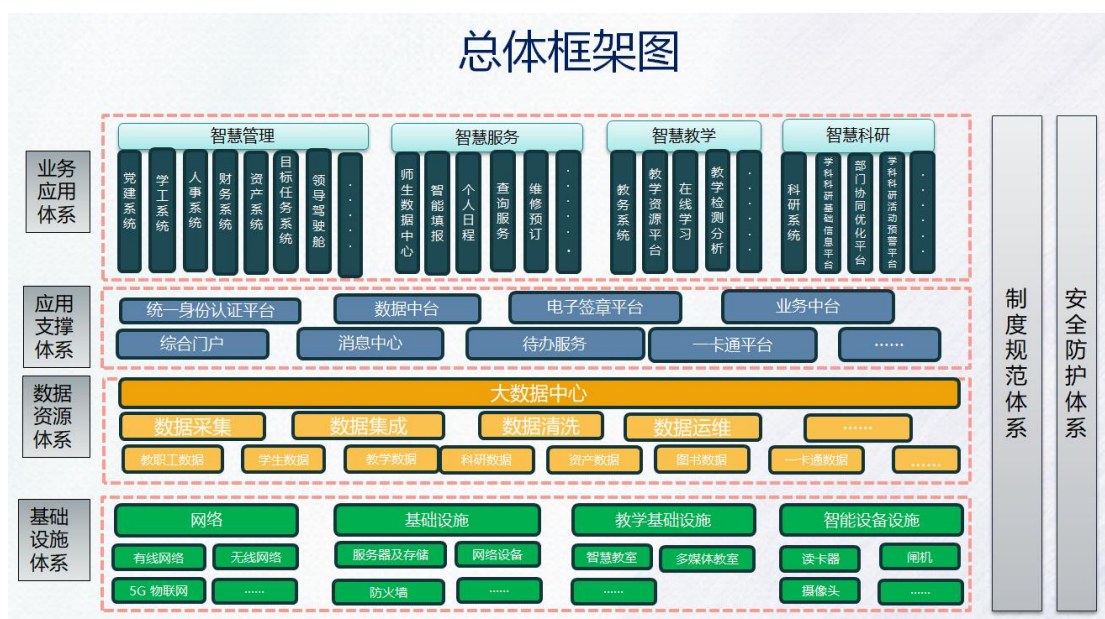 总体框架图
业务
应用
体系
智慧管理
党建系统
学工系统
人事系统
财务系统
资产系统
目标任务系统
领导驾驶舱
......
智慧服务
师生数据中心
智能填报
个人日程
查询服务
维修预订
......
智慧教学
教务系统
教学资源平台
在线学习
教学检测分析
......
智慧科研
科研系统
学科科研基础信息平台
部门协同优化平台
学科科研活动预警平台
......
应用
支撑
体系
统一身份认证平台
数据中台
电子签章平台
业务中台
综合门户
消息中心
待办服务
一卡通平台
......
数据
资源
体系
大数据中心
数据采集
数据集成
数据清洗
数据运维
......
教职工数据
学生数据
教学数据
科研数据
资产数据
图书数据
一卡通数据
......
基础
设施
体系
网络
基础设施
教学基础设施
智能设备设施
有线网络
无线网络
服务器及存储
网络设备
智慧教室
多媒体教室
读卡器
闸机
5G 物联网
......
防火墙
......
......
摄像头
......
制度规范体系
安全防护体系